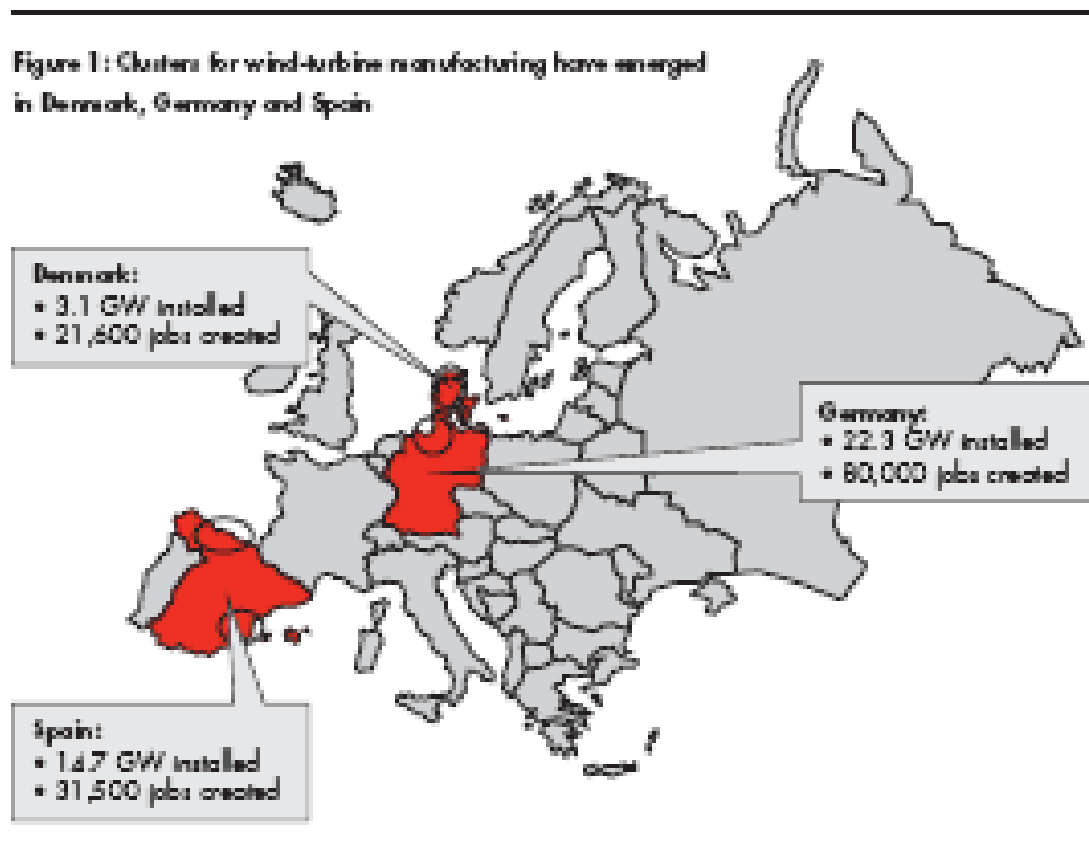 Figure 1: Clusters for wind-turbine manufacturing have emerged
in Denmark, Germany and Spain
Denmark:
• 3.1 GW installed
• 21,600 jobs created
Germany:
• 22.3 GW installed
• 80,000 jobs created
Spain:
• 14.7 GW installed
• 31,500 jobs created